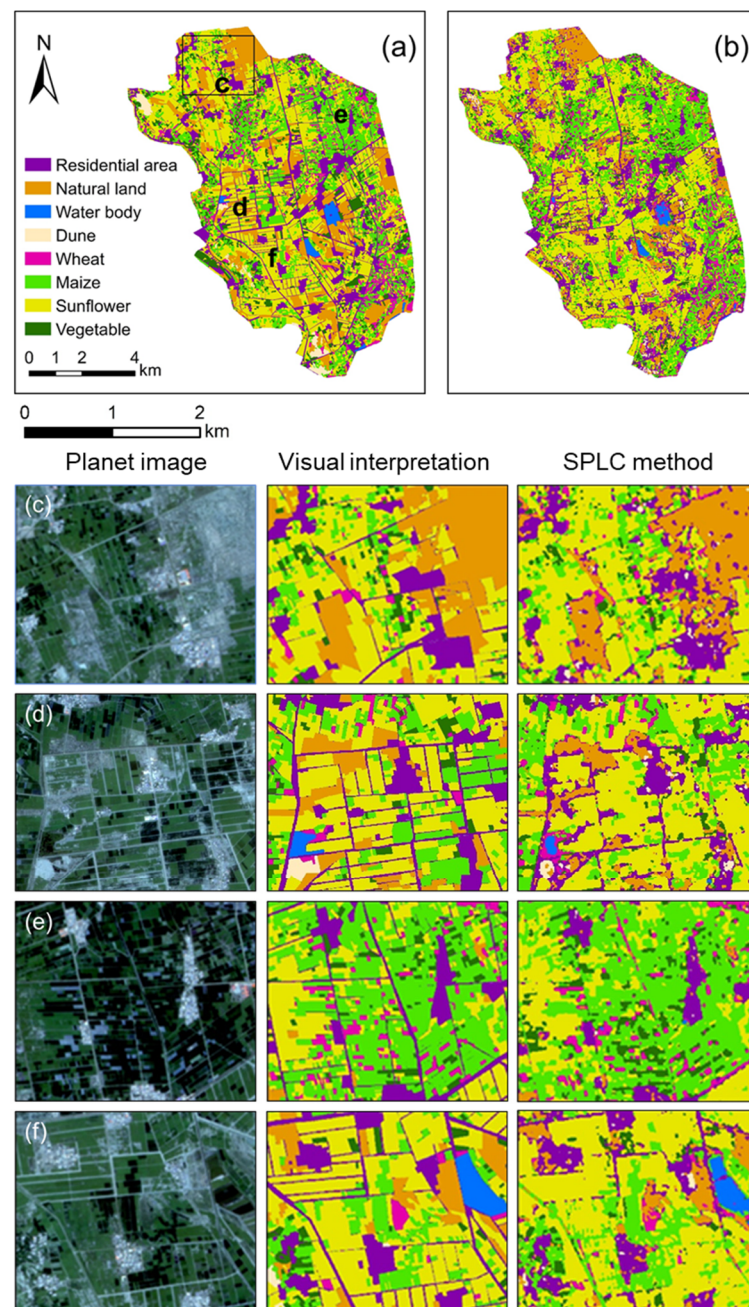 N
(a)
(b)
c
e
d
f
Residential area
Natural land
Water body
Dune
Wheat
Maize
Sunflower
Vegetable
0 1 2 4
km
0 1 2
km
Planet image Visual interpretation SPLC method
(c)
(d)
(e)
(f)